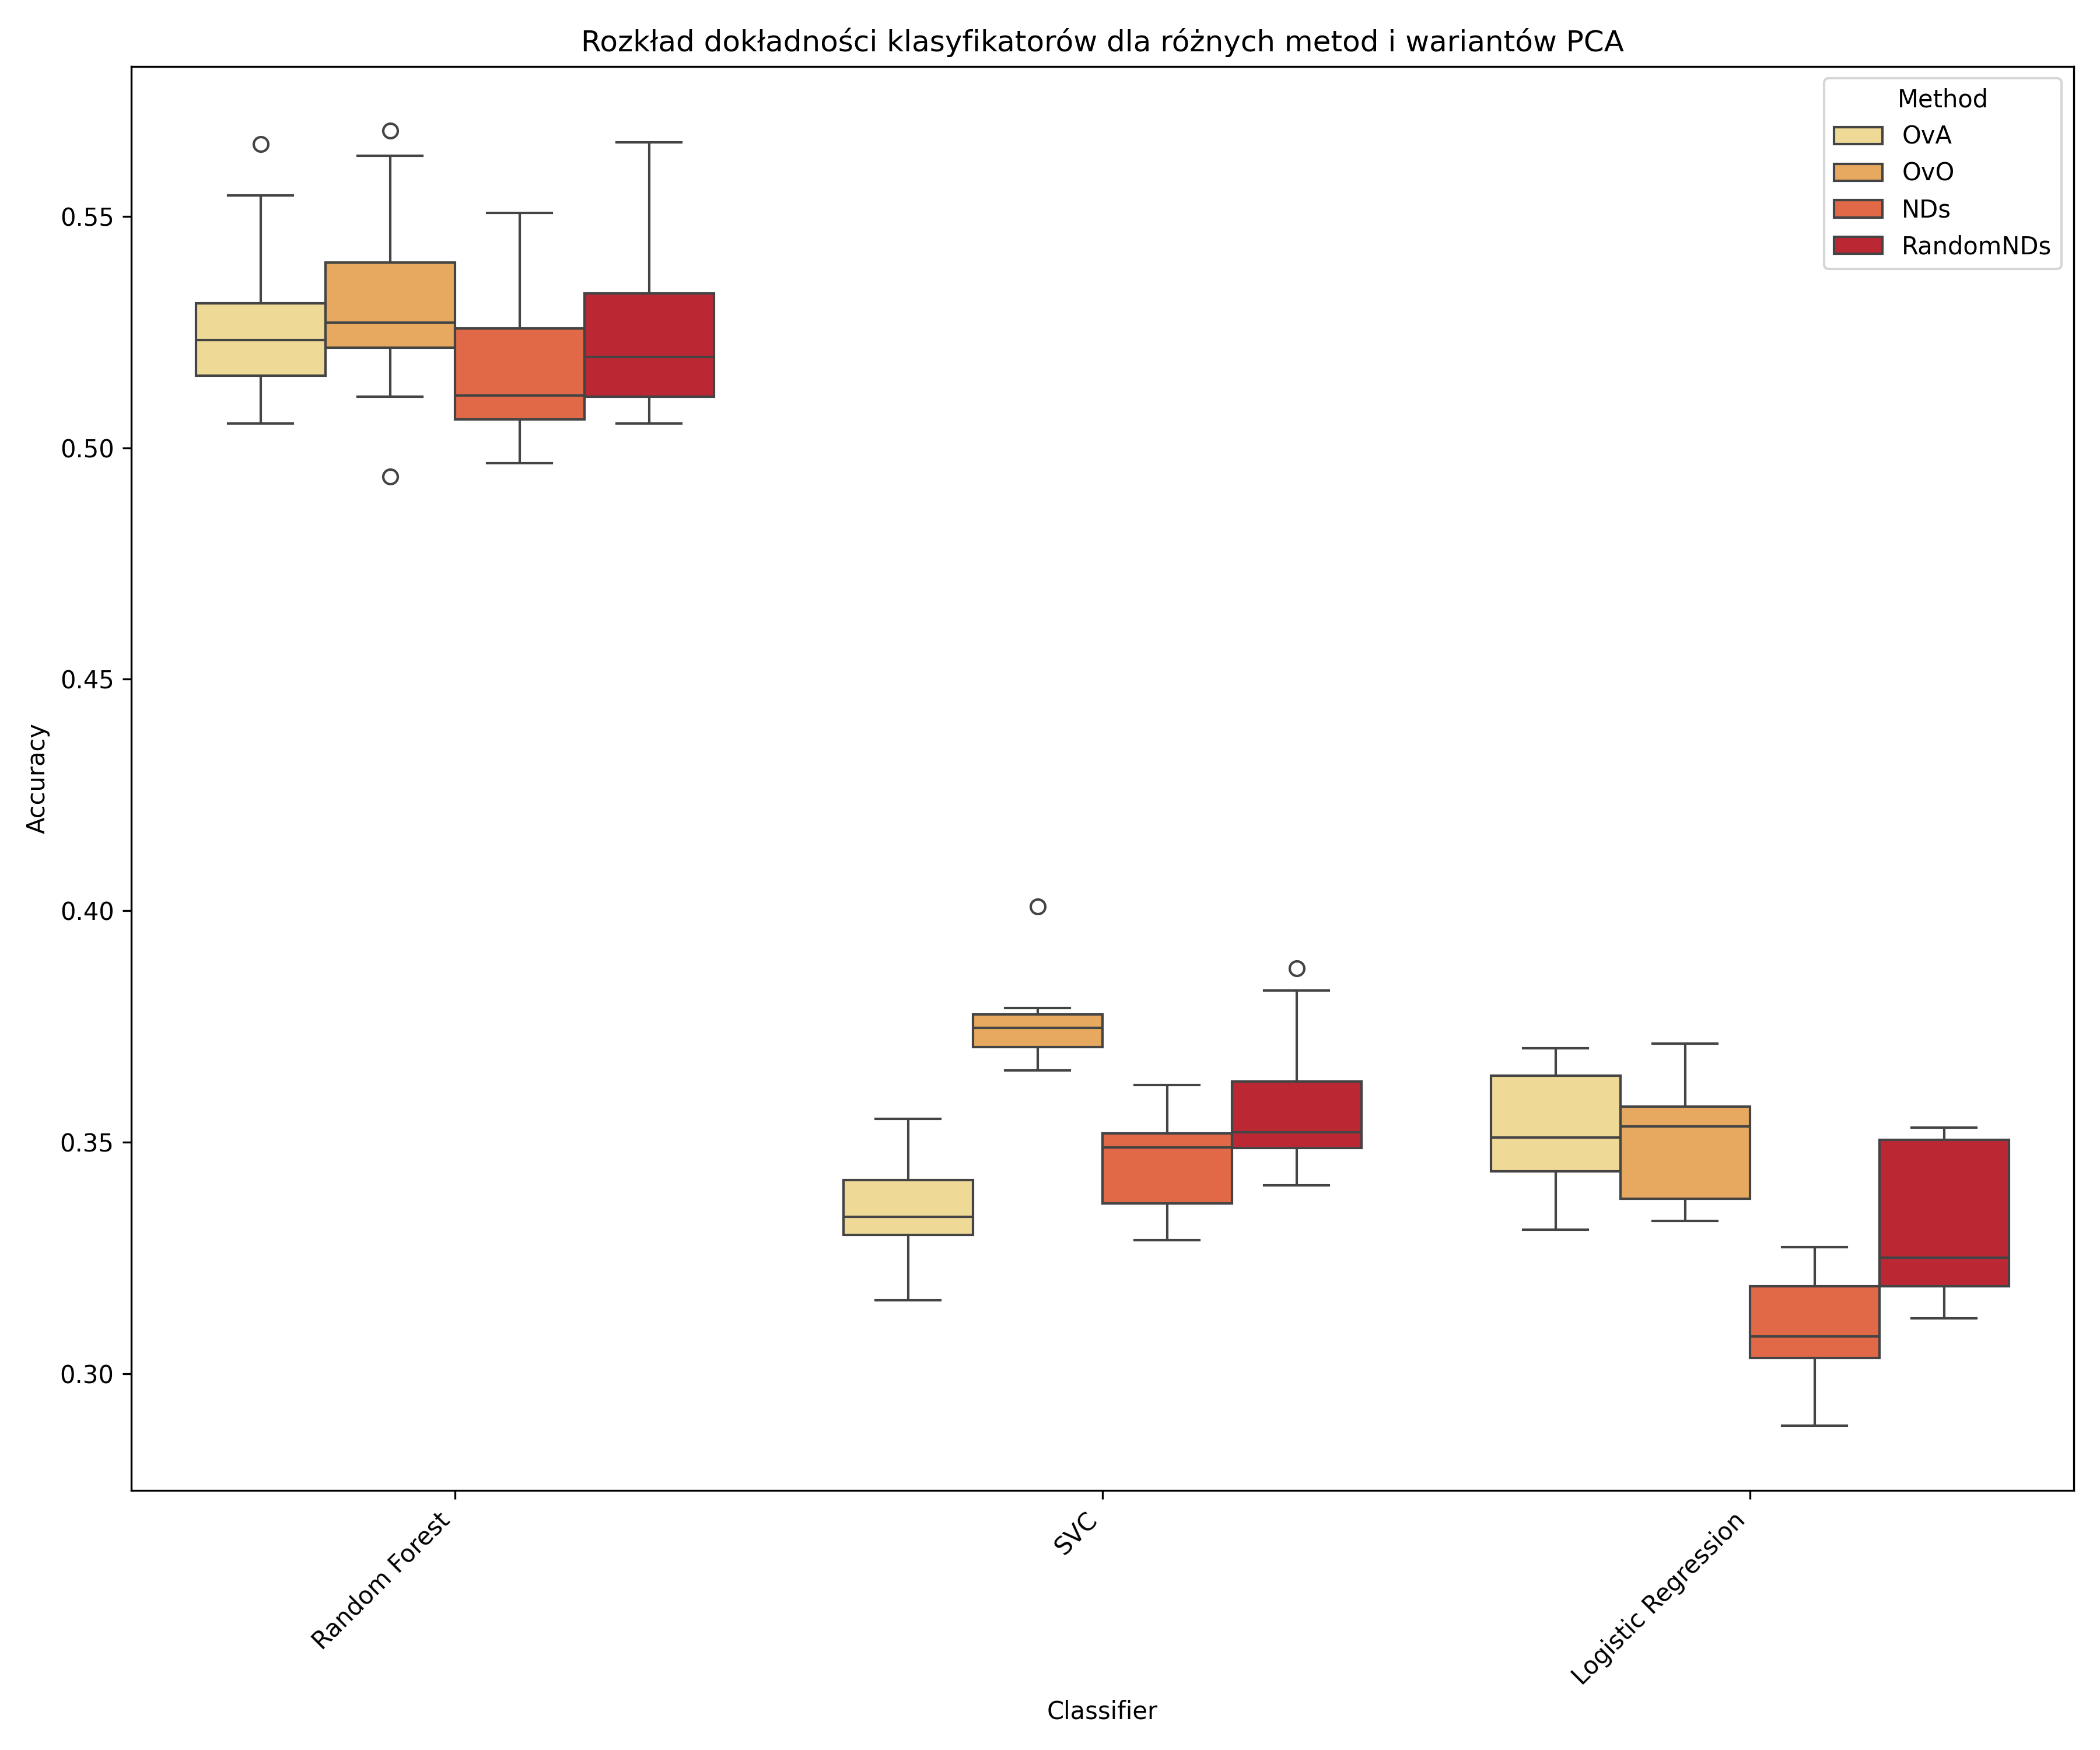 Rozkład dokładności klasyfikatorów dla różnych metod i wariantów PCA
Method
OvA
OvO
NDs
RandomNDs
Accuracy
0.55
0.50
0.45
0.40
0.35
0.30
Random Forest
SVC
Logistic Regression
Classifier